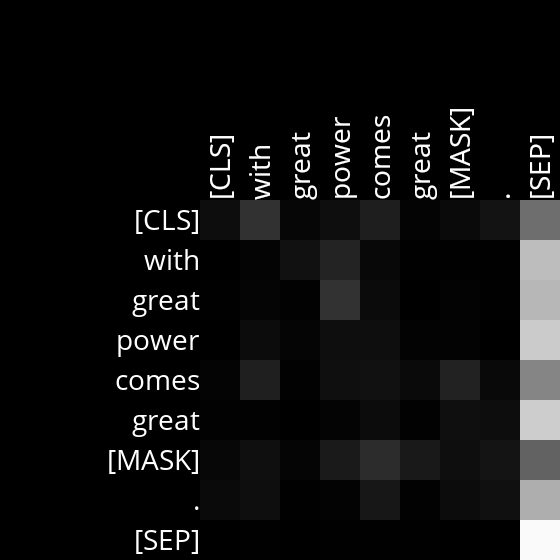 [CLS] with great power comes great [MASK] . [SEP]
[CLS]
with
great
power
comes
great
[MASK]
.
[SEP]